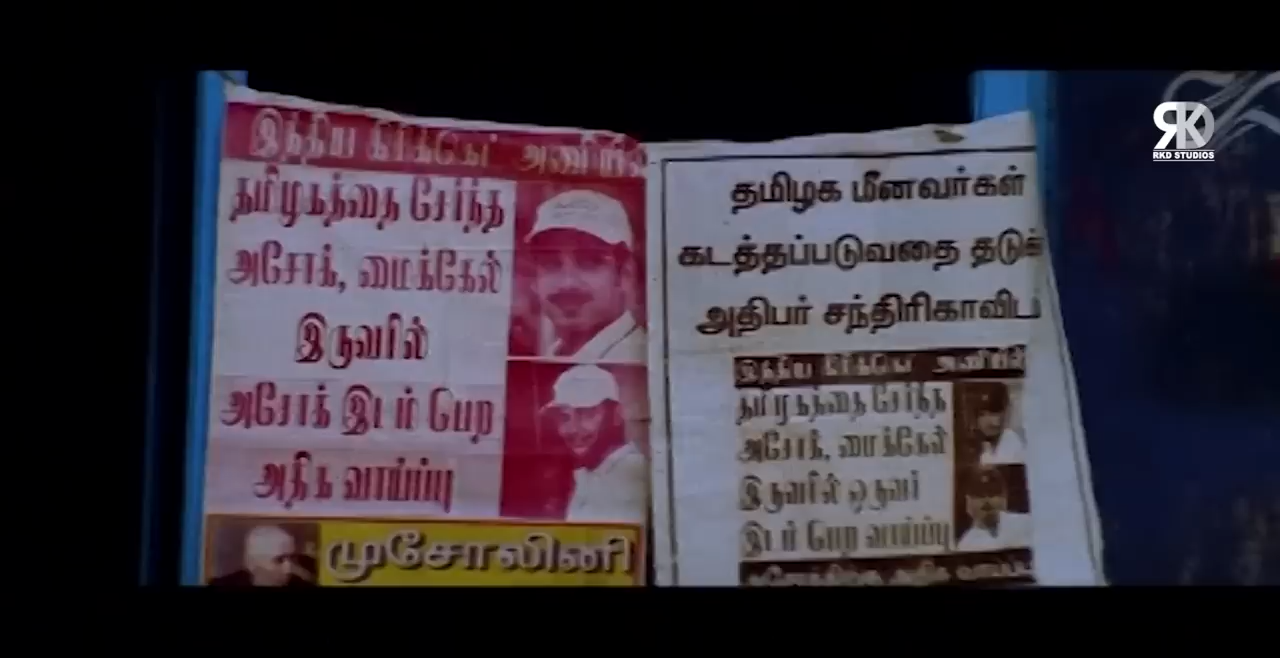 இந்திய கிரிக்கெட் அணியில்
தமிழகத்தை சேர்ந்த
அசோக், மைக்கேல்
இருவரில்
அசோக் இடம் பெற
அதிக வாய்ப்பு
முசோலினி
தமிழக மீனவர்கள்
கடத்தப்படுவதை
அதிபர்
இந்திய கிரிக்கெட் அணியில்
தமிழகத்தை சேர்ந்த
அசோக், மைக்கேல்
இருவரில் ஒருவர்
இடம் பெற வாய்ப்பு
RKD
RKD STUDIOS